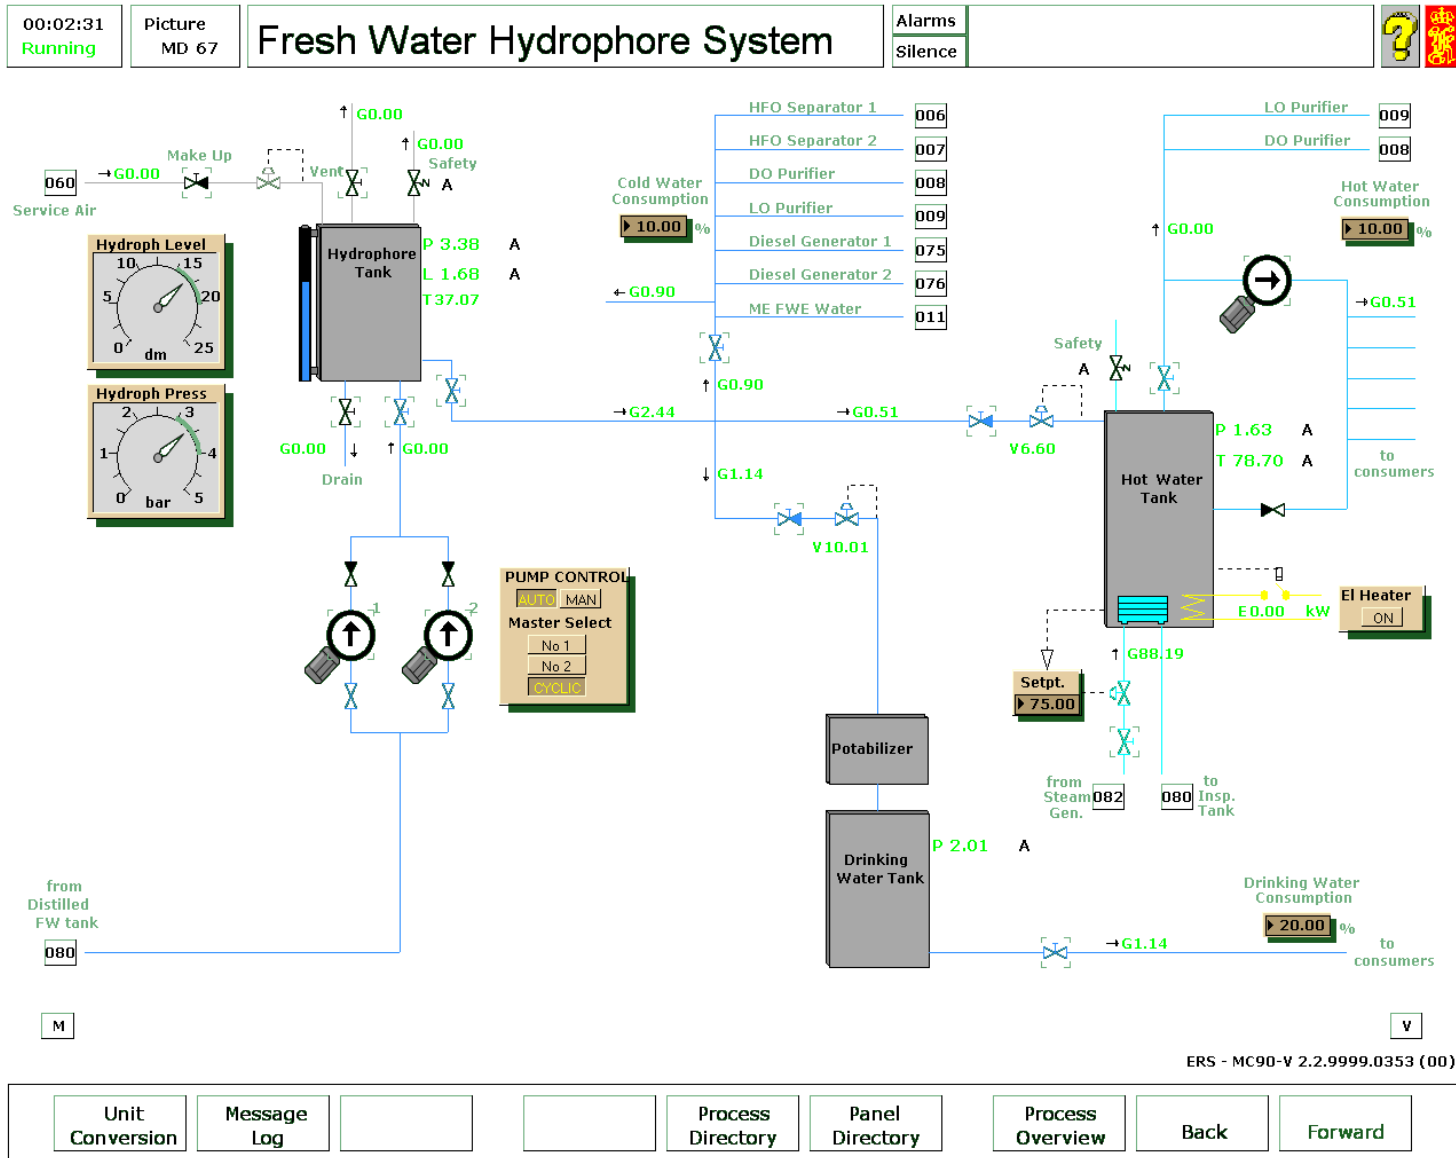 00:02:31
Running
Picture
MD 67
Fresh Water Hydrophore System
Alarms
Silence
?
G0.00
G0.00
Make Up
Vent
Safety
A
060
G0.00
Service Air
Hydroph Level
10
15
5
20
0
25
dm
Hydrophore
Tank
P 3.38 A
L 1.68 A
T37.07
Hydroph Press
2
3
1
4
0
5
bar
G0.00
Drain
G0.00
Cold Water
Consumption
10.00 %
HFO Separator 1 006
HFO Separator 2 007
DO Purifier 008
LO Purifier 009
Diesel Generator 1 075
Diesel Generator 2 076
ME FWE Water 011
G0.90
G0.90
G2.44
G0.51
G1.14
V10.01
V6.60
LO Purifier 009
DO Purifier 008
Hot Water
Consumption
10.00 %
G0.00
G0.51
Safety
A
P 1.63 A
T 78.70 A
Hot Water
Tank
to
consumers
1
2
PUMP CONTROL
AUTO MAN
Master Select
No 1
No 2
CYCLIC
E0.00 kW
El Heater
ON
G88.19
Setpt.
75.00
from
Steam
Gen.
082
080
to
Insp.
Tank
Potabilizer
Drinking
Water Tank
P 2.01 A
Drinking Water
Consumption
20.00 %
G1.14
to
consumers
from
Distilled
FW tank
080
M
V
ERS - MC90-V 2.2.9999.0353 (00)
Unit
Conversion
Message
Log
Process
Directory
Panel
Directory
Process
Overview
Back
Forward